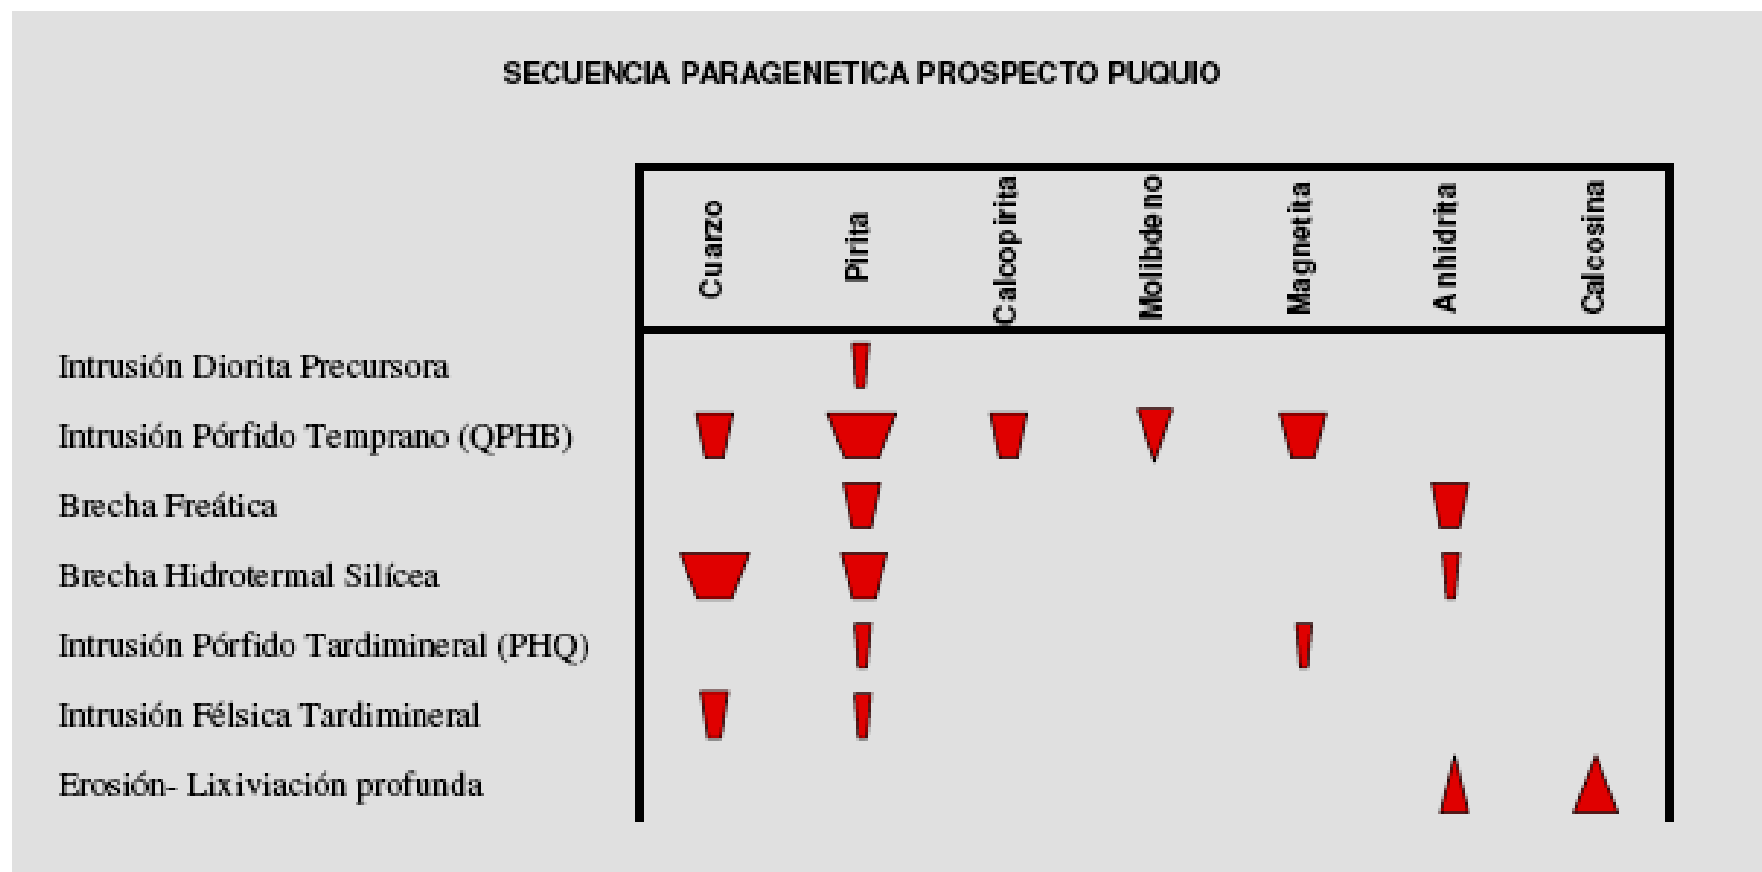 SECUENCIA PARAGENETICA PROSPECTO PUQUIO
Cuarzo
Pirita
Calcopirita
Molibdeno
Magnetita
Anhidrita
Calcosina
Intrusión Diorita Precursora
Intrusión Pórfido Temprano (QPHB)
Brecha Freática
Brecha Hidrotermal Silícea
Intrusión Pórfido Tardimineral (PHQ)
Intrusión Félsica Tardimineral
Erosión- Lixiviación profunda